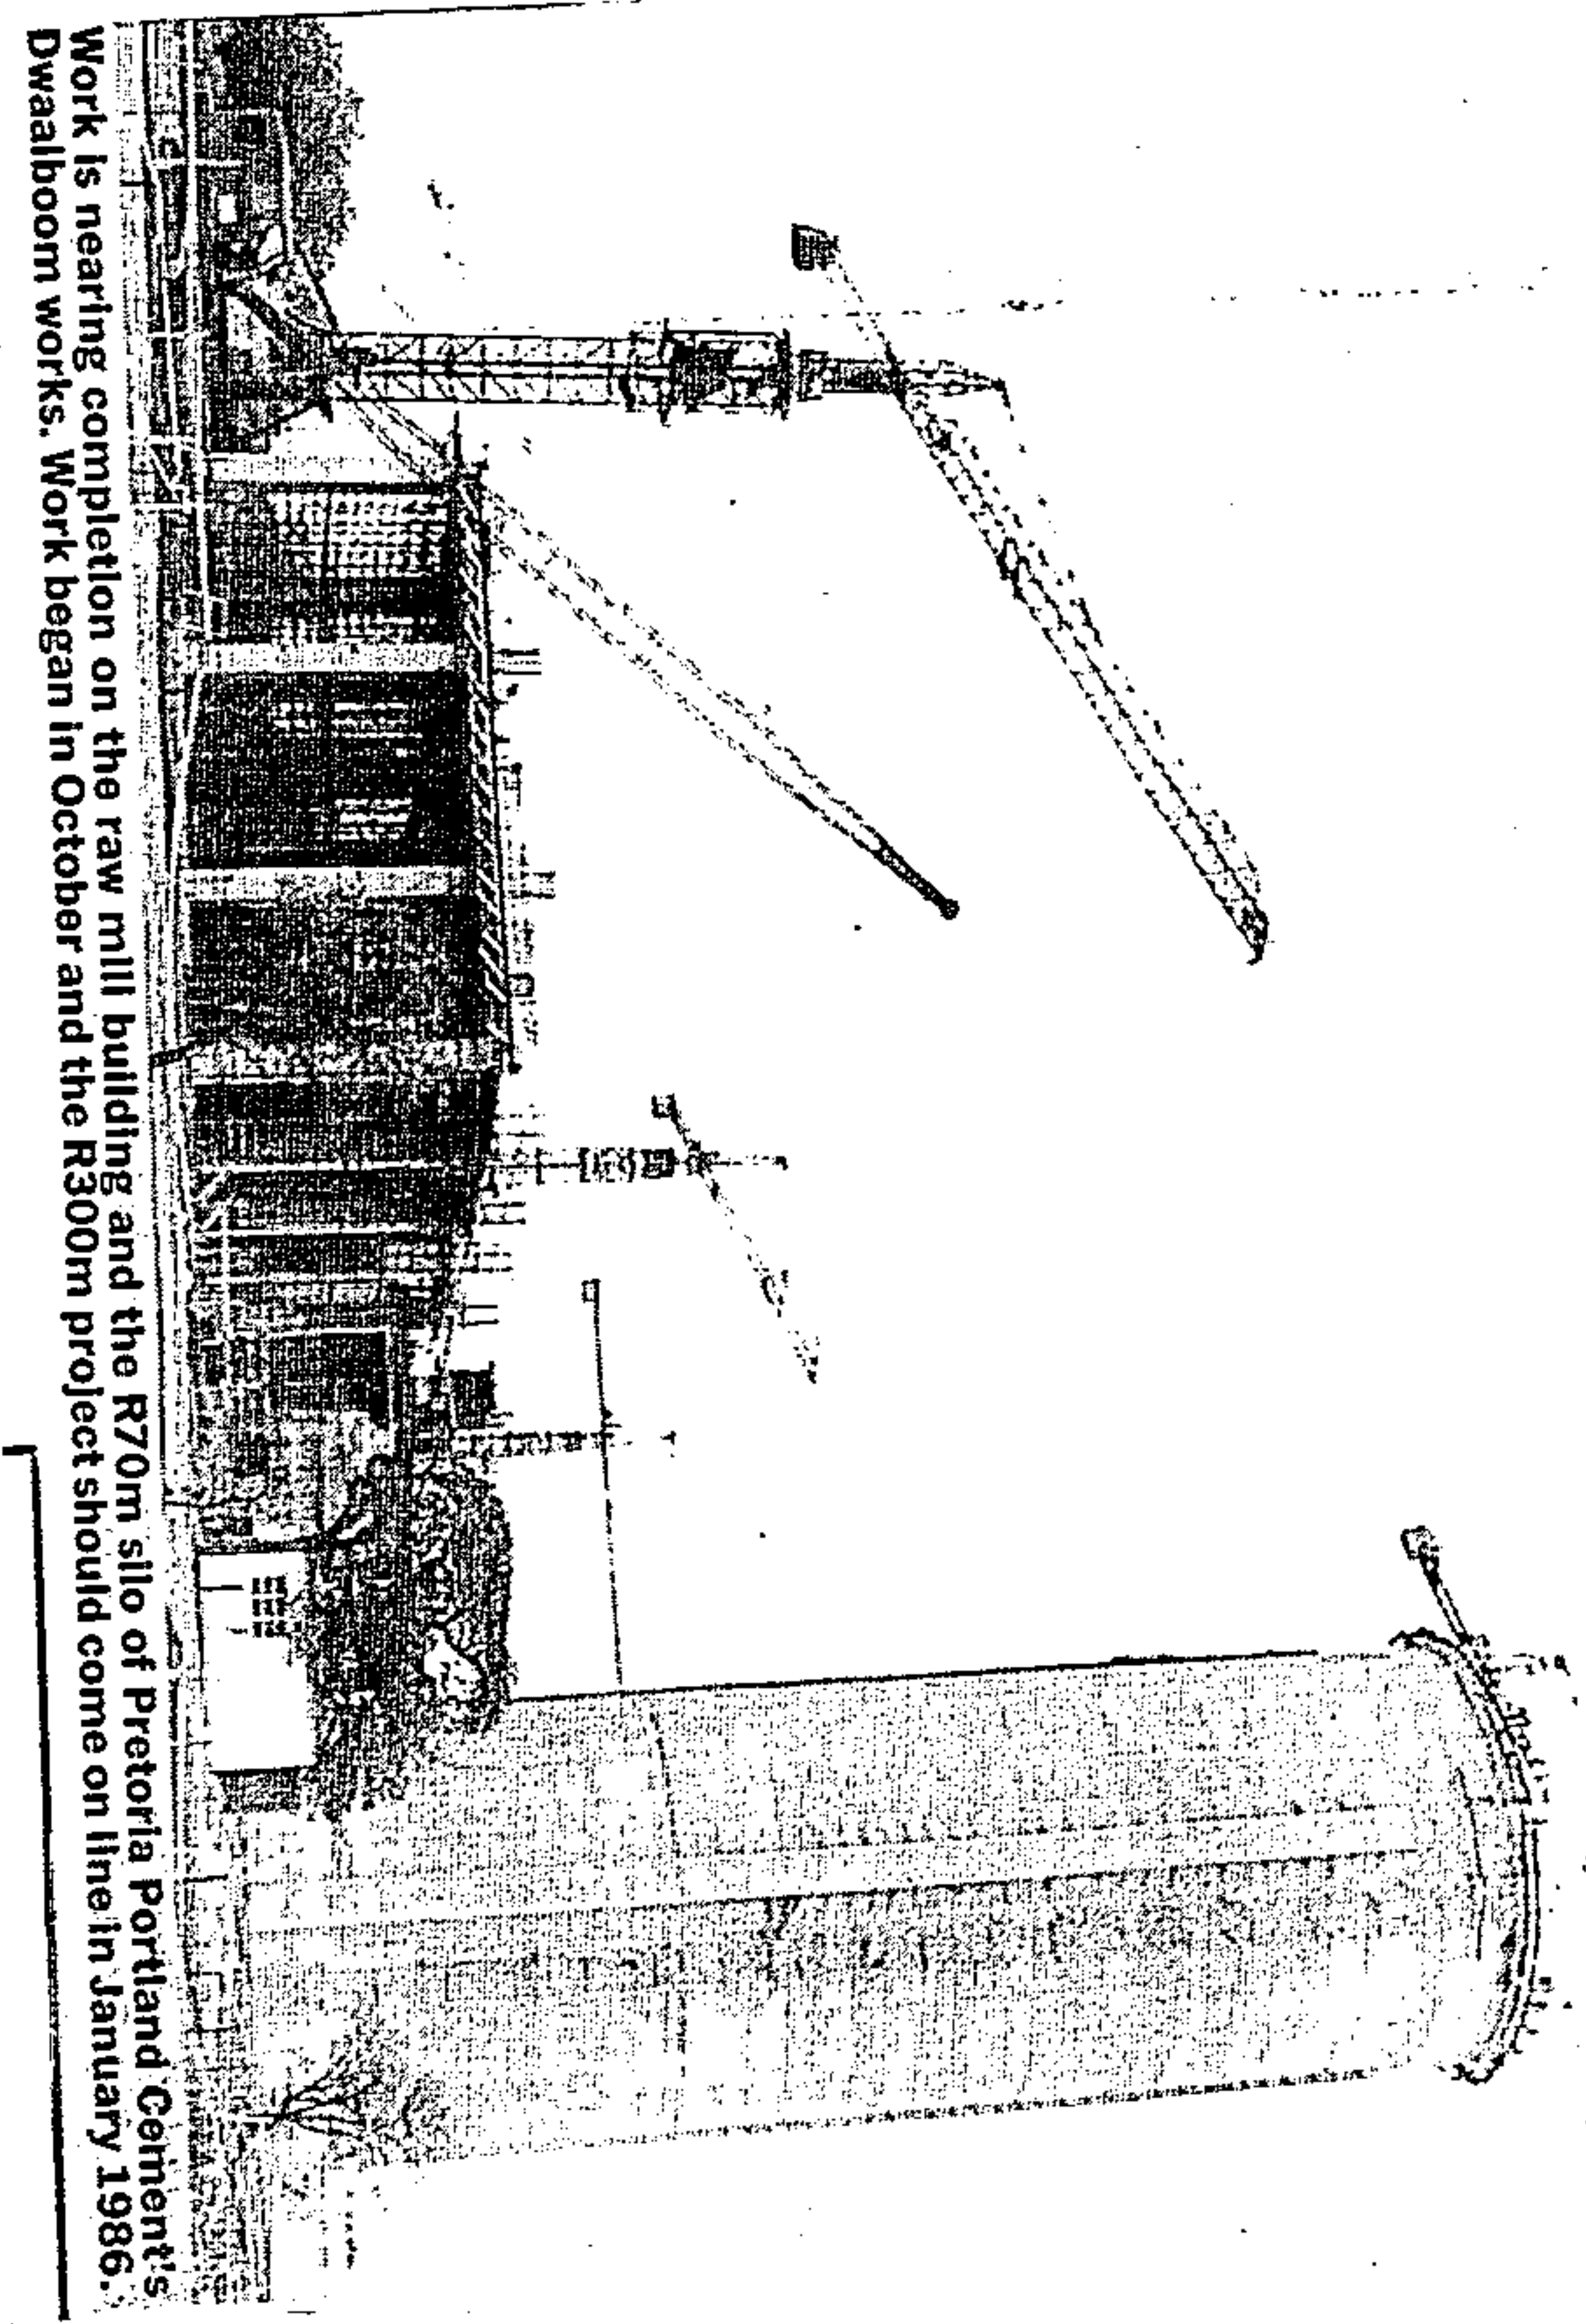 Work is nearing completion on the raw mill building and the R70m silo of Pretoria Portland Cement's
Dwaalboom works. Work began in October and the R300m project should come on line in January 1986.